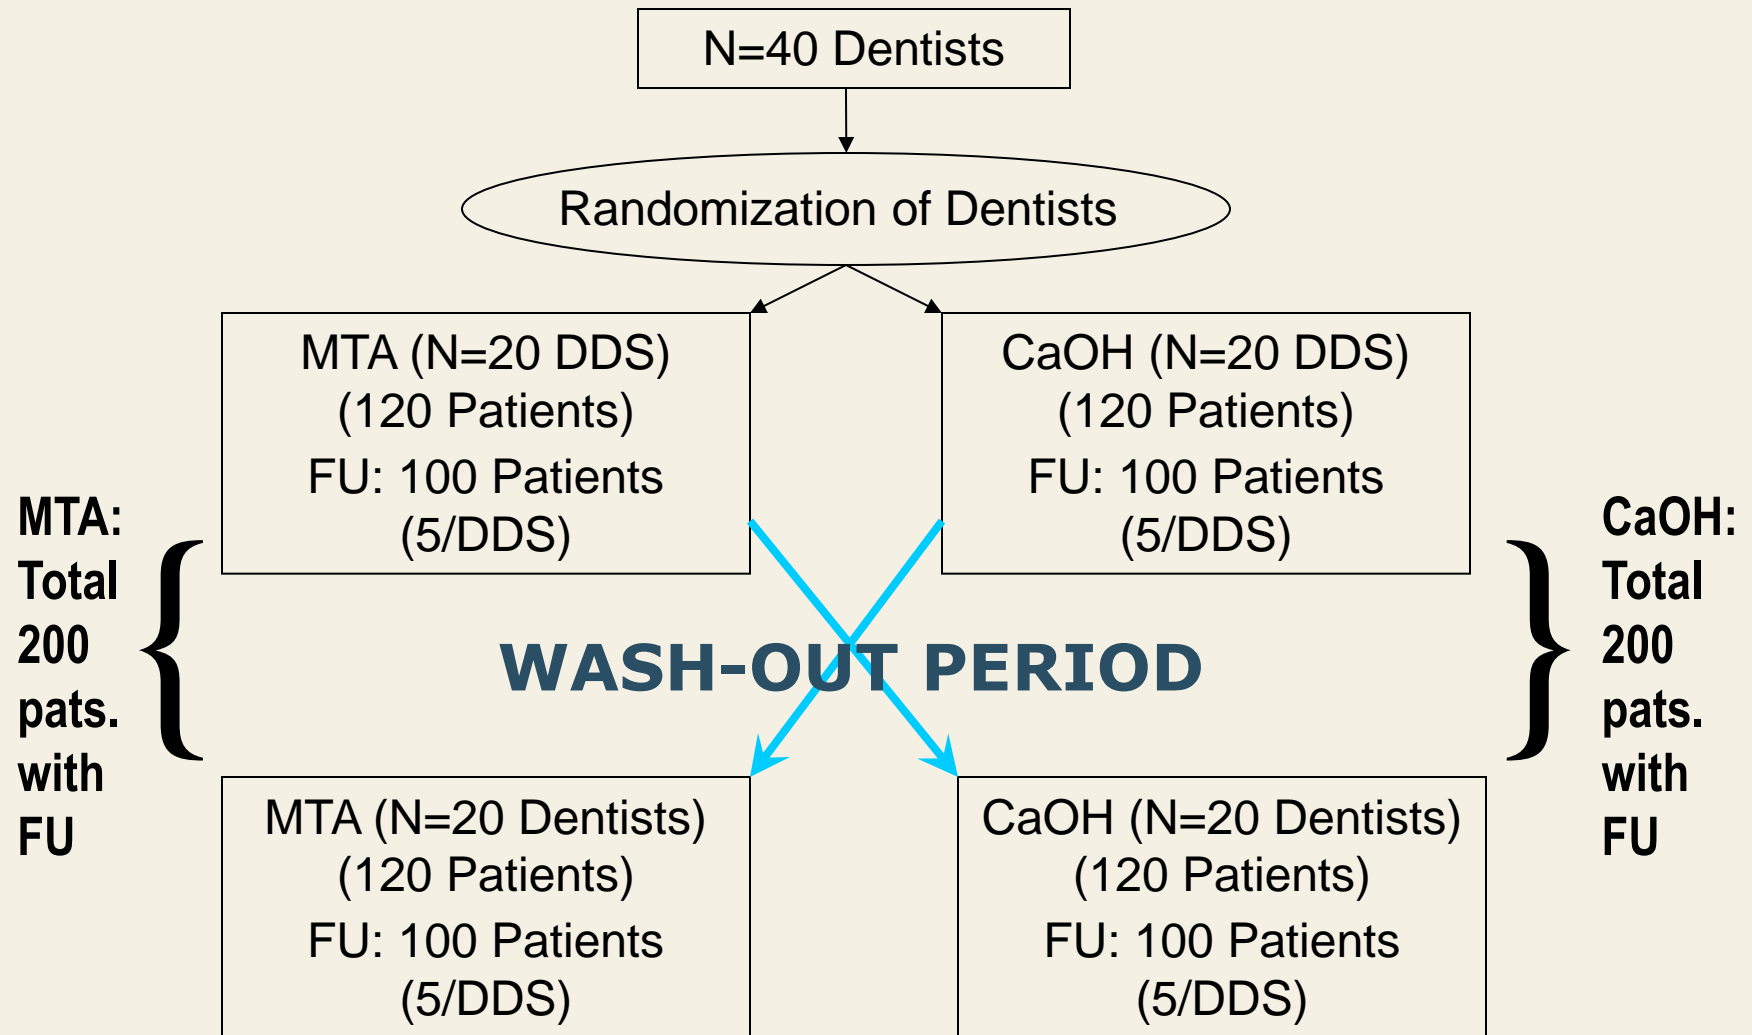 N=40 Dentists
Randomization of Dentists
MTA (N=20 DDS)
(120 Patients)
FU: 100 Patients
(5/DDS)
CaOH (N=20 DDS)
(120 Patients)
FU: 100 Patients
(5/DDS)
MTA:
Total
200
pats.
with
FU
CaOH:
Total
200
pats.
with
FU
WASH-OUT PERIOD
MTA (N=20 Dentists)
(120 Patients)
FU: 100 Patients
(5/DDS)
CaOH (N=20 Dentists)
(120 Patients)
FU: 100 Patients
(5/DDS)